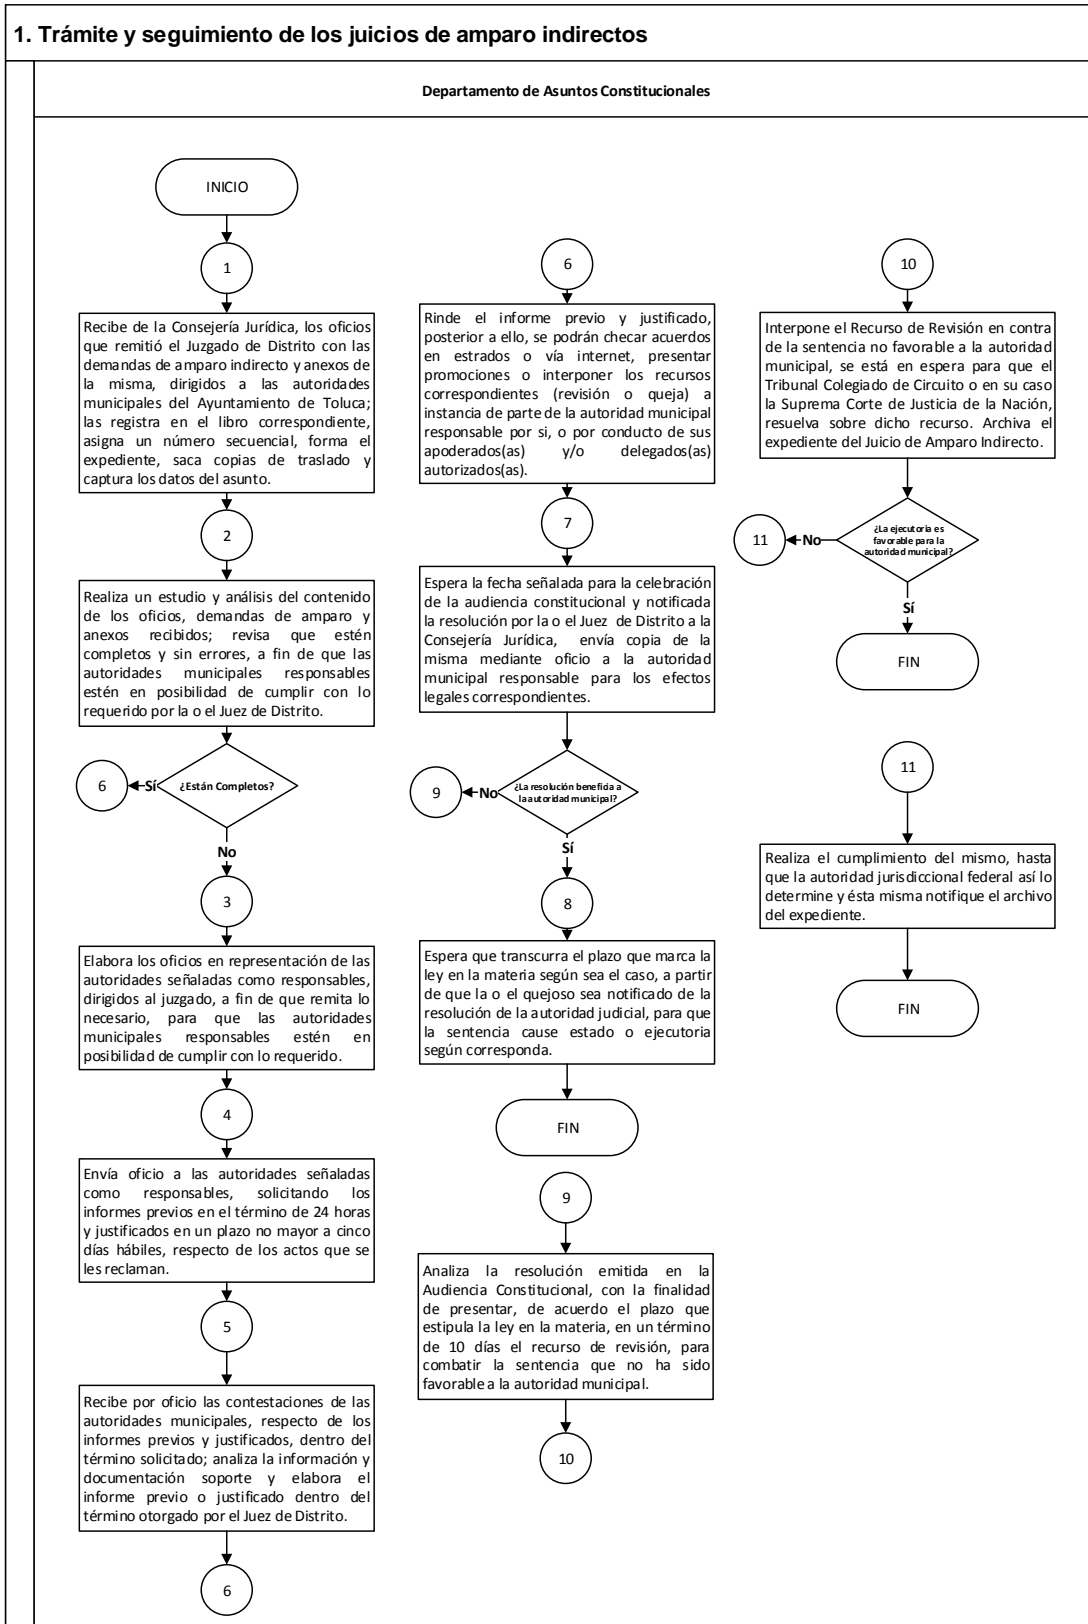 1. Trámite y seguimiento de los juicios de amparo indirectos
Departamento de Asuntos Constitucionales
INICIO
1
Recibe de la Consejería Jurídica, los oficios
que remitió el Juzgado de Distrito con las
demandas de amparo indirecto y anexos de
la misma, dirigidos a las autoridades
municipales del Ayuntamiento de Toluca;
las registra en el libro correspondiente,
asigna un número secuencial, forma el
expediente, saca copias de traslado y
captura los datos del asunto.
2
Realiza un estudio y análisis del contenido
de los oficios, demandas de amparo y
anexos recibidos; revisa que estén
completos y sin errores, a fin de que las
autoridades municipales responsables
estén en posibilidad de cumplir con lo
requerido por la o el Juez de Distrito.
¿Están Completos?
Sí
6
No
3
Elabora los oficios en representación de las
autoridades señaladas como responsables,
dirigidos al juzgado, a fin de que remita lo
necesario, para que las autoridades
municipales responsables estén en
posibilidad de cumplir con lo requerido.
4
Envía oficio a las autoridades señaladas
como responsables, solicitando los
informes previos en el término de 24 horas
y justificados en un plazo no mayor a cinco
días hábiles, respecto de los actos que se
les reclaman.
5
Recibe por oficio las contestaciones de las
autoridades municipales, respecto de los
informes previos y justificados, dentro del
término solicitado; analiza la información y
documentación soporte y elabora el
informe previo o justificado dentro del
término otorgado por el Juez de Distrito.
6
6
Rinde el informe previo y justificado,
posterior a ello, se podrán checar acuerdos
en estrados o vía internet, presentar
promociones o interponer los recursos
correspondientes (revisión o queja) a
instancia de parte de la autoridad municipal
responsable por si, o por conducto de sus
apoderados(as) y/o delegados(as)
autorizados(as).
7
Espera la fecha señalada para la celebración
de la audiencia constitucional y notificada
la resolución por la o el Juez de Distrito a
la Consejería Jurídica, envía copia de la
misma mediante oficio a la autoridad
municipal responsable para los efectos
legales correspondientes.
¿La resolución beneficia a
la autoridad municipal?
No
9
Sí
8
Espera que transcurra el plazo que marca la
ley en la materia según sea el caso, a partir
de que la o el quejoso sea notificado de la
resolución de la autoridad judicial, para que
la sentencia cause estado o ejecutoria
según corresponda.
FIN
9
Analiza la resolución emitida en la
Audiencia Constitucional, con la finalidad
de presentar, de acuerdo el plazo que
estipula la ley en la materia, en un término
de 10 días el recurso de revisión, para
combatir la sentencia que no ha sido
favorable a la autoridad municipal.
10
10
Interpone el Recurso de Revisión en contra
de la sentencia no favorable a la autoridad
municipal, se está en espera para que el
Tribunal Colegiado de Circuito o en su caso
la Suprema Corte de Justicia de la Nación,
resuelva sobre dicho recurso. Archiva el
expediente del Juicio de Amparo Indirecto.
¿La ejecutoria es
favorable para la
autoridad municipal?
No
11
Sí
FIN
11
Realiza el cumplimiento del mismo, hasta
que la autoridad jurisdiccional federal así lo
determine y ésta misma notifique el archivo
del expediente.
FIN